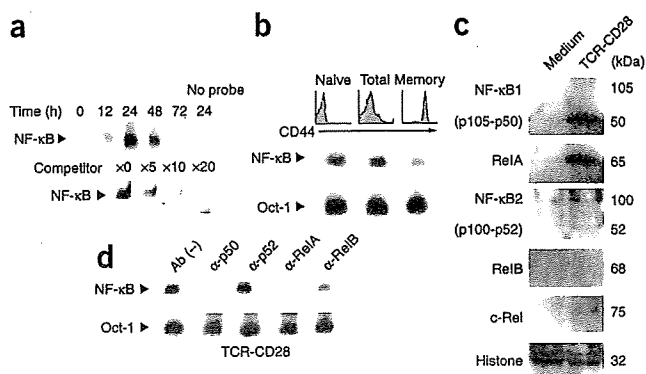 a
No probe
Time (h) 0 12 24 48 72 24
NF-κB ►
Competitor ×0 ×5 ×10 ×20
NF-κB ►
b
Naive Total Memory
CD44
NF-κB ►
Oct-1 ►
c
Medium TCR-CD28 (kDa)
NF-κB1 105
(p105-p50) 50
RelA 65
NF-κB2 100
(p100-p52) 52
RelB 68
c-Rel 75
Histone 32
d
Ab (–) α-p50 α-p52 α-RelA α-RelB
NF-κB ►
Oct-1 ►
TCR-CD28